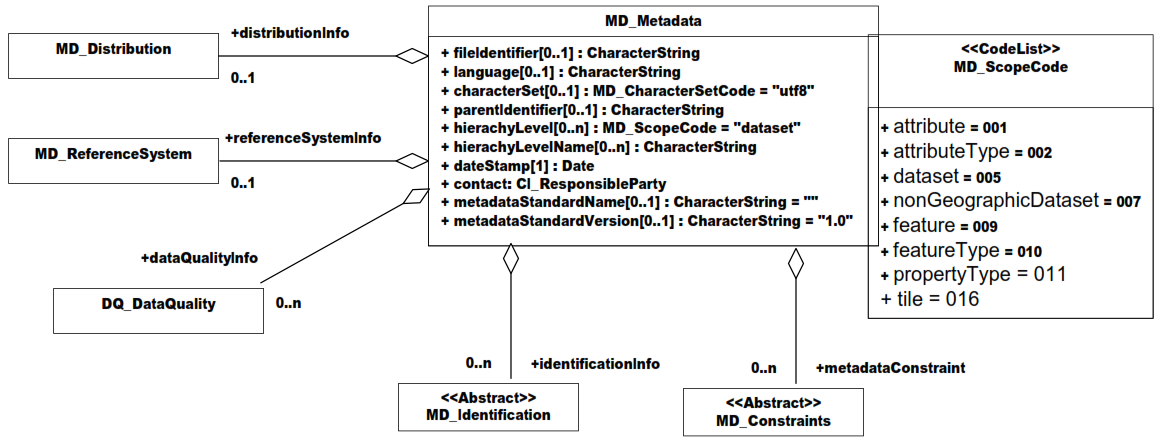 MD_Distribution
+distributionInfo
0..1
MD_ReferenceSystem
+referenceSystemInfo
0..1
+dataQualityInfo
DQ_DataQuality
0..n
MD_Metadata
+ fileIdentifier[0..1] : CharacterString
+ language[0..1] : CharacterString
+ characterSet[0..1] : MD_CharacterSetCode = "utf8"
+ parentIdentifier[0..1] : CharacterString
+ hierachyLevel[0..n] : MD_ScopeCode = "dataset"
+ hierachyLevelName[0..n] : CharacterString
+ dateStamp[1] : Date
+ contact: CI_ResponsibleParty
+ metadataStandardName[0..1] : CharacterString = ""
+ metadataStandardVersion[0..1] : CharacterString = "1.0"
<<CodeList>>
MD_ScopeCode
+ attribute = 001
+ attributeType = 002
+ dataset = 005
+ nonGeographicDataset = 007
+ feature = 009
+ featureType = 010
+ propertyType = 011
+ tile = 016
0..n
+identificationInfo
<<Abstract>>
MD_Identification
0..n
+metadataConstraint
<<Abstract>>
MD_Constraints